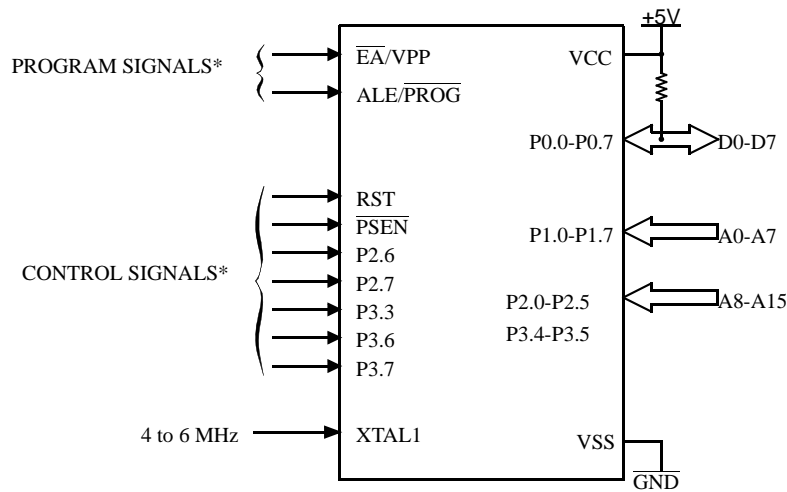 +5V
PROGRAM SIGNALS*
EA/VPP
ALE/PROG
VCC
P0.0-P0.7
D0-D7
CONTROL SIGNALS*
RST
PSEN
P2.6
P2.7
P3.3
P3.6
P3.7
P1.0-P1.7
A0-A7
P2.0-P2.5
P3.4-P3.5
A8-A15
4 to 6 MHz
XTAL1
VSS
GND